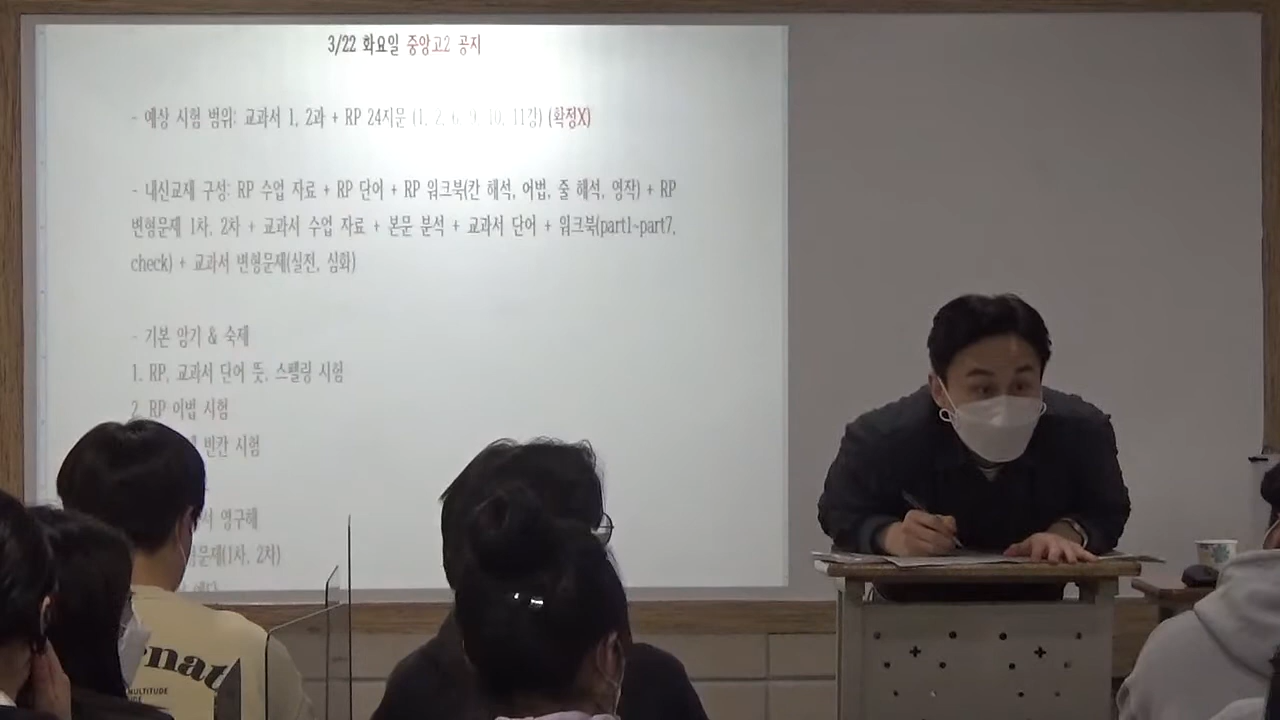 3/22 화요일 중앙고2 공지
- 예상 시험 범위: 교과서 1, 2과 + RP 24지문 (1, 2, 6, 9, 10, 11강) (확정X)
- 내신교재 구성: RP 수업 자료 + RP 단어 + RP 워크북(칸 해석, 어법, 줄 해석, 영작) + RP
변형문제 1차, 2차 + 교과서 수업 자료 + 본문 분석 + 교과서 단어 + 워크북(part1~part7,
check) + 교과서 변형문제(실전, 심화)
- 기본 암기 & 숙제
1. RP, 교과서 단어 뜻, 스펠링 시험
2. RP 어법 시험
빈칸 시험
영구해
문제(1차, 2차)
MULTITUDE